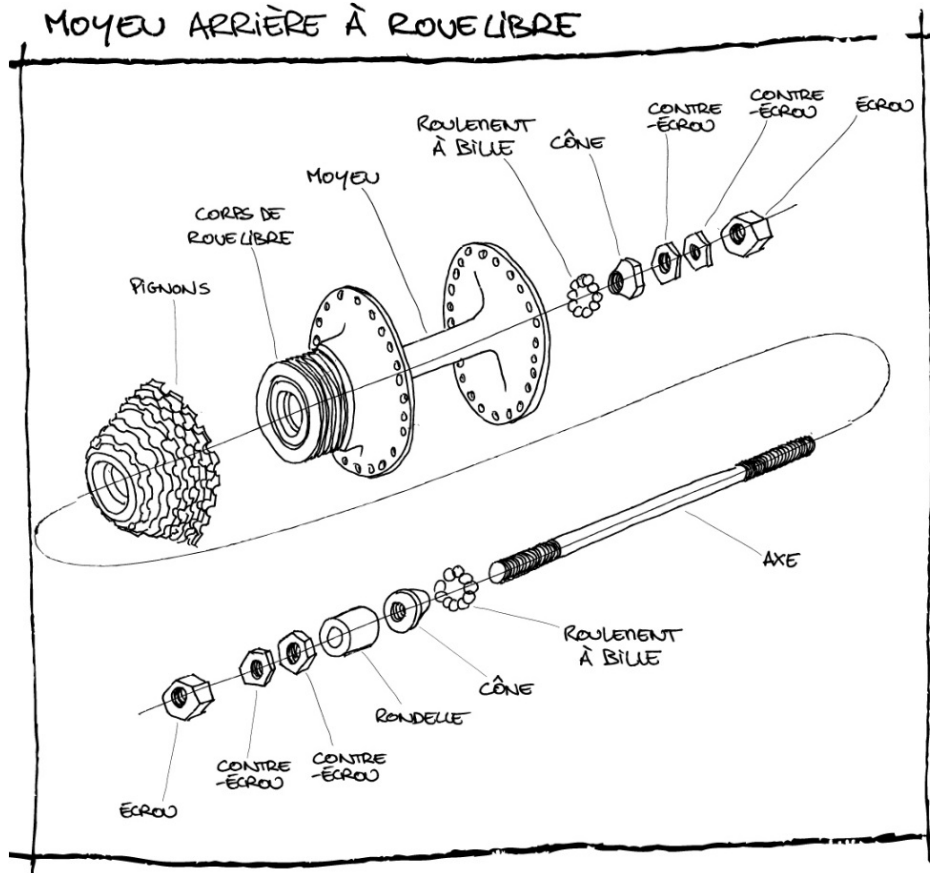 MOYEU ARRIÈRE À ROUE LIBRE
ROULEMENT
À BILLE
CÔNE
CONTRE
-ÉCROU
CONTRE
-ÉCROU
ÉCROU
MOYEU
CORPS DE
ROUE LIBRE
PIGNONS
AXE
ROULEMENT
À BILLE
CÔNE
RONDELLE
CONTRE
-ÉCROU
CONTRE
-ÉCROU
ÉCROU